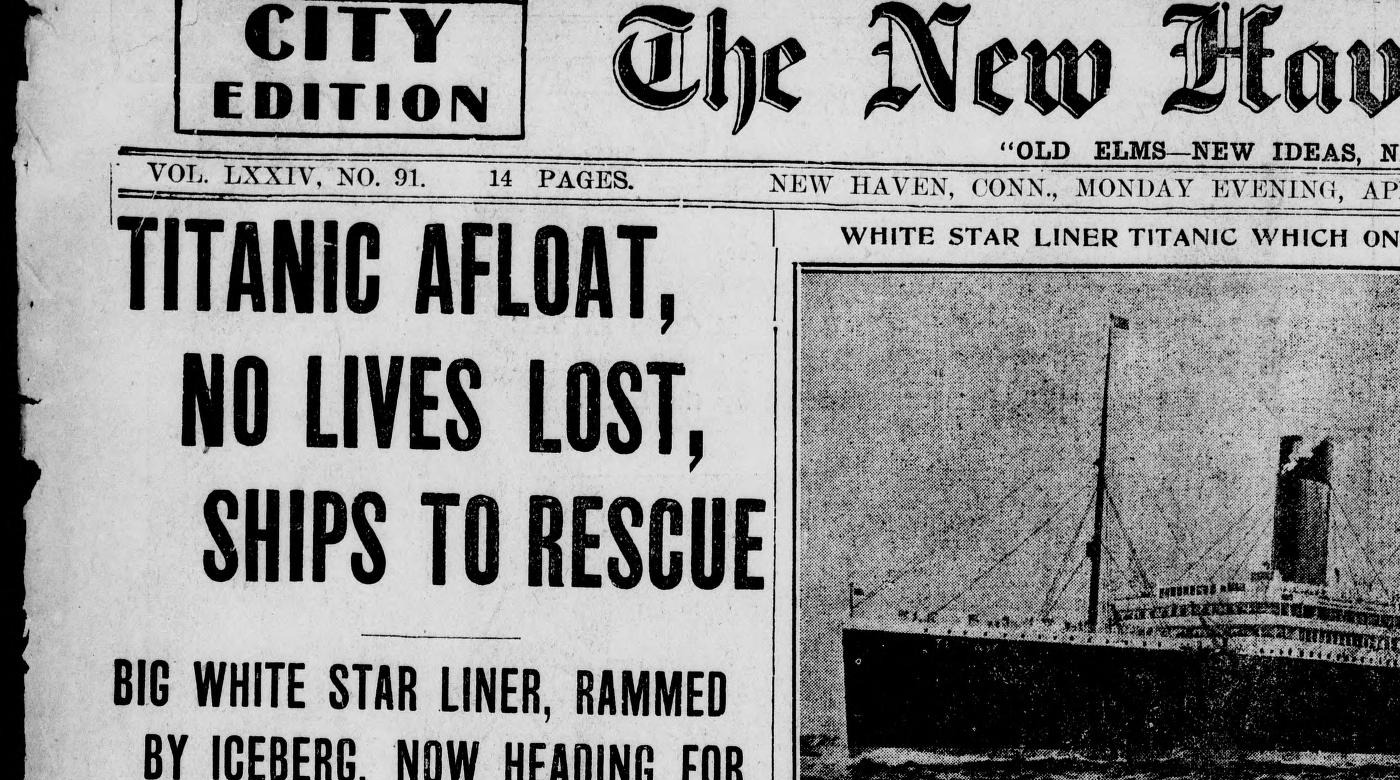 CITY
EDITION
The New Hav
"OLD ELMS—NEW IDEAS, N
VOL. LXXIV, NO. 91. 14 PAGES. NEW HAVEN, CONN., MONDAY EVENING, AP
TITANIC AFLOAT,
NO LIVES LOST,
SHIPS TO RESCUE
BIG WHITE STAR LINER, RAMMED
BY ICEBERG, NOW HEADING FOR
WHITE STAR LINER TITANIC WHICH ON